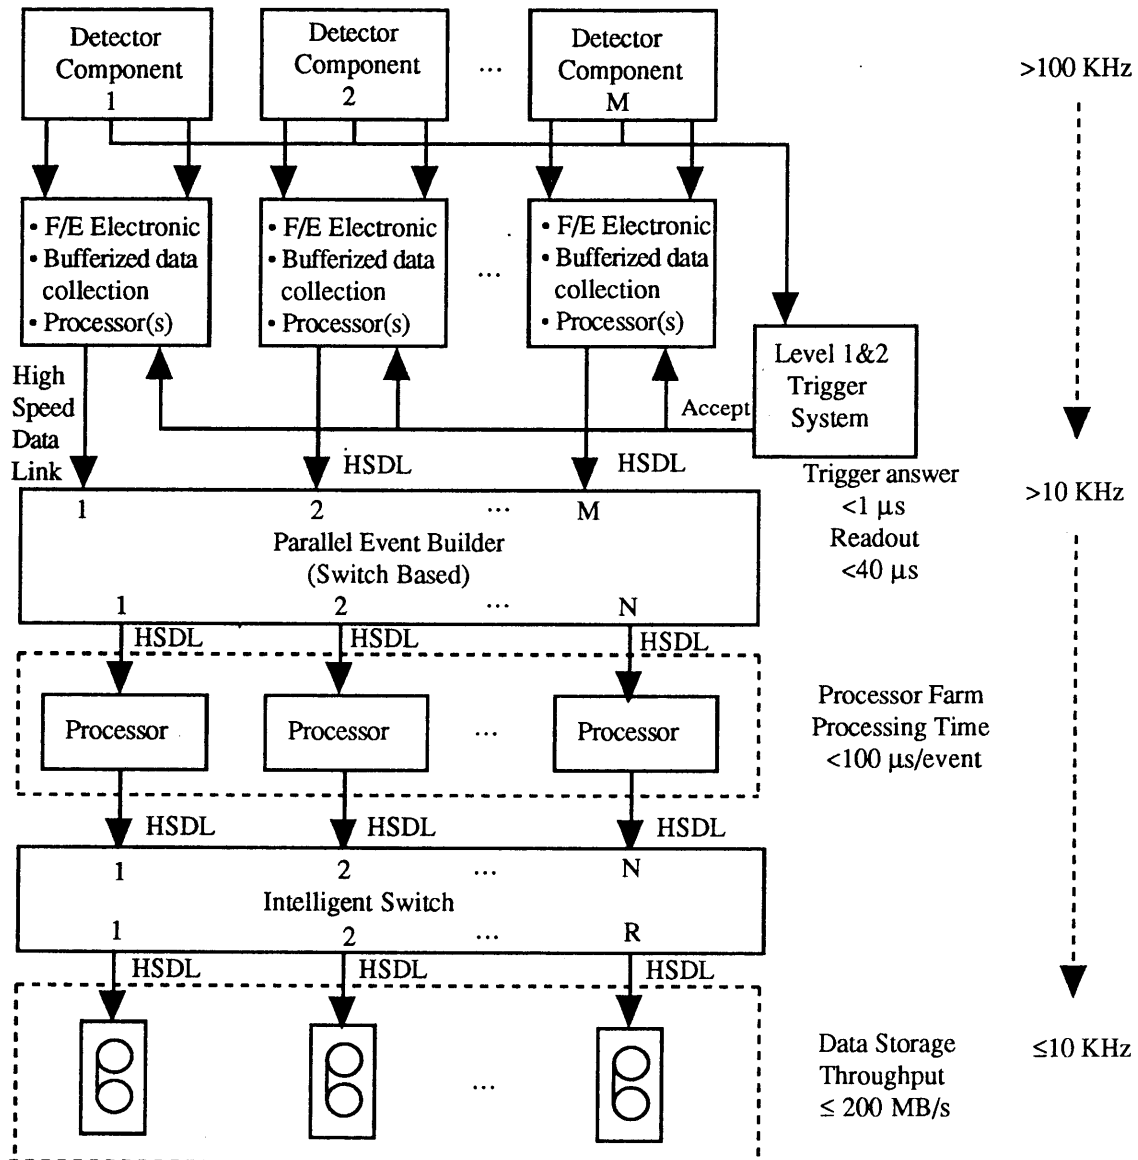 Detector
Component
1
Detector
Component
2
...
Detector
Component
M
>100 KHz
• F/E Electronic
• Bufferized data
collection
• Processor(s)
• F/E Electronic
• Bufferized data
collection
• Processor(s)
...
• F/E Electronic
• Bufferized data
collection
• Processor(s)
Level 1&2
Trigger
System
Accept
High
Speed
Data
Link
HSDL
HSDL
Trigger answer
<1 μs
Readout
<40 μs
>10 KHz
1 2 ... M
Parallel Event Builder
(Switch Based)
1 2 ... N
HSDL HSDL HSDL
Processor Processor ... Processor
Processor Farm
Processing Time
<100 μs/event
HSDL HSDL HSDL
1 2 ... N
Intelligent Switch
1 2 ... R
HSDL HSDL HSDL
...
Data Storage
Throughput
≤ 200 MB/s
≤10 KHz